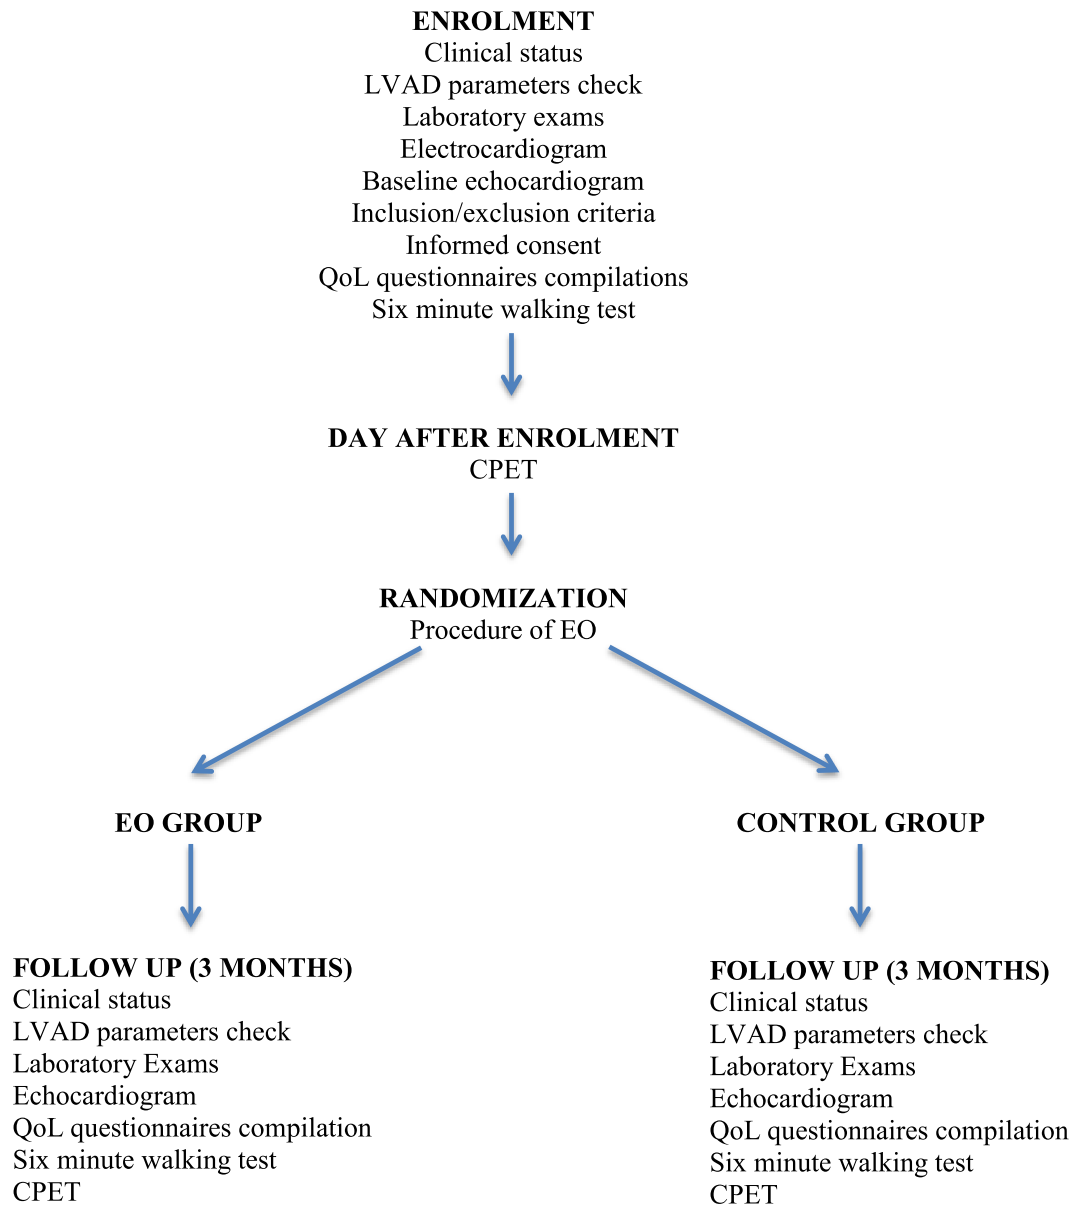 ENROLMENT
Clinical status
LVAD parameters check
Laboratory exams
Electrocardiogram
Baseline echocardiogram
Inclusion/exclusion criteria
Informed consent
QoL questionnaires compilations
Six minute walking test
DAY AFTER ENROLMENT
CPET
RANDOMIZATION
Procedure of EO
EO GROUP
CONTROL GROUP
FOLLOW UP (3 MONTHS)
Clinical status
LVAD parameters check
Laboratory Exams
Echocardiogram
QoL questionnaires compilation
Six minute walking test
CPET
FOLLOW UP (3 MONTHS)
Clinical status
LVAD parameters check
Laboratory Exams
Echocardiogram
QoL questionnaires compilation
Six minute walking test
CPET